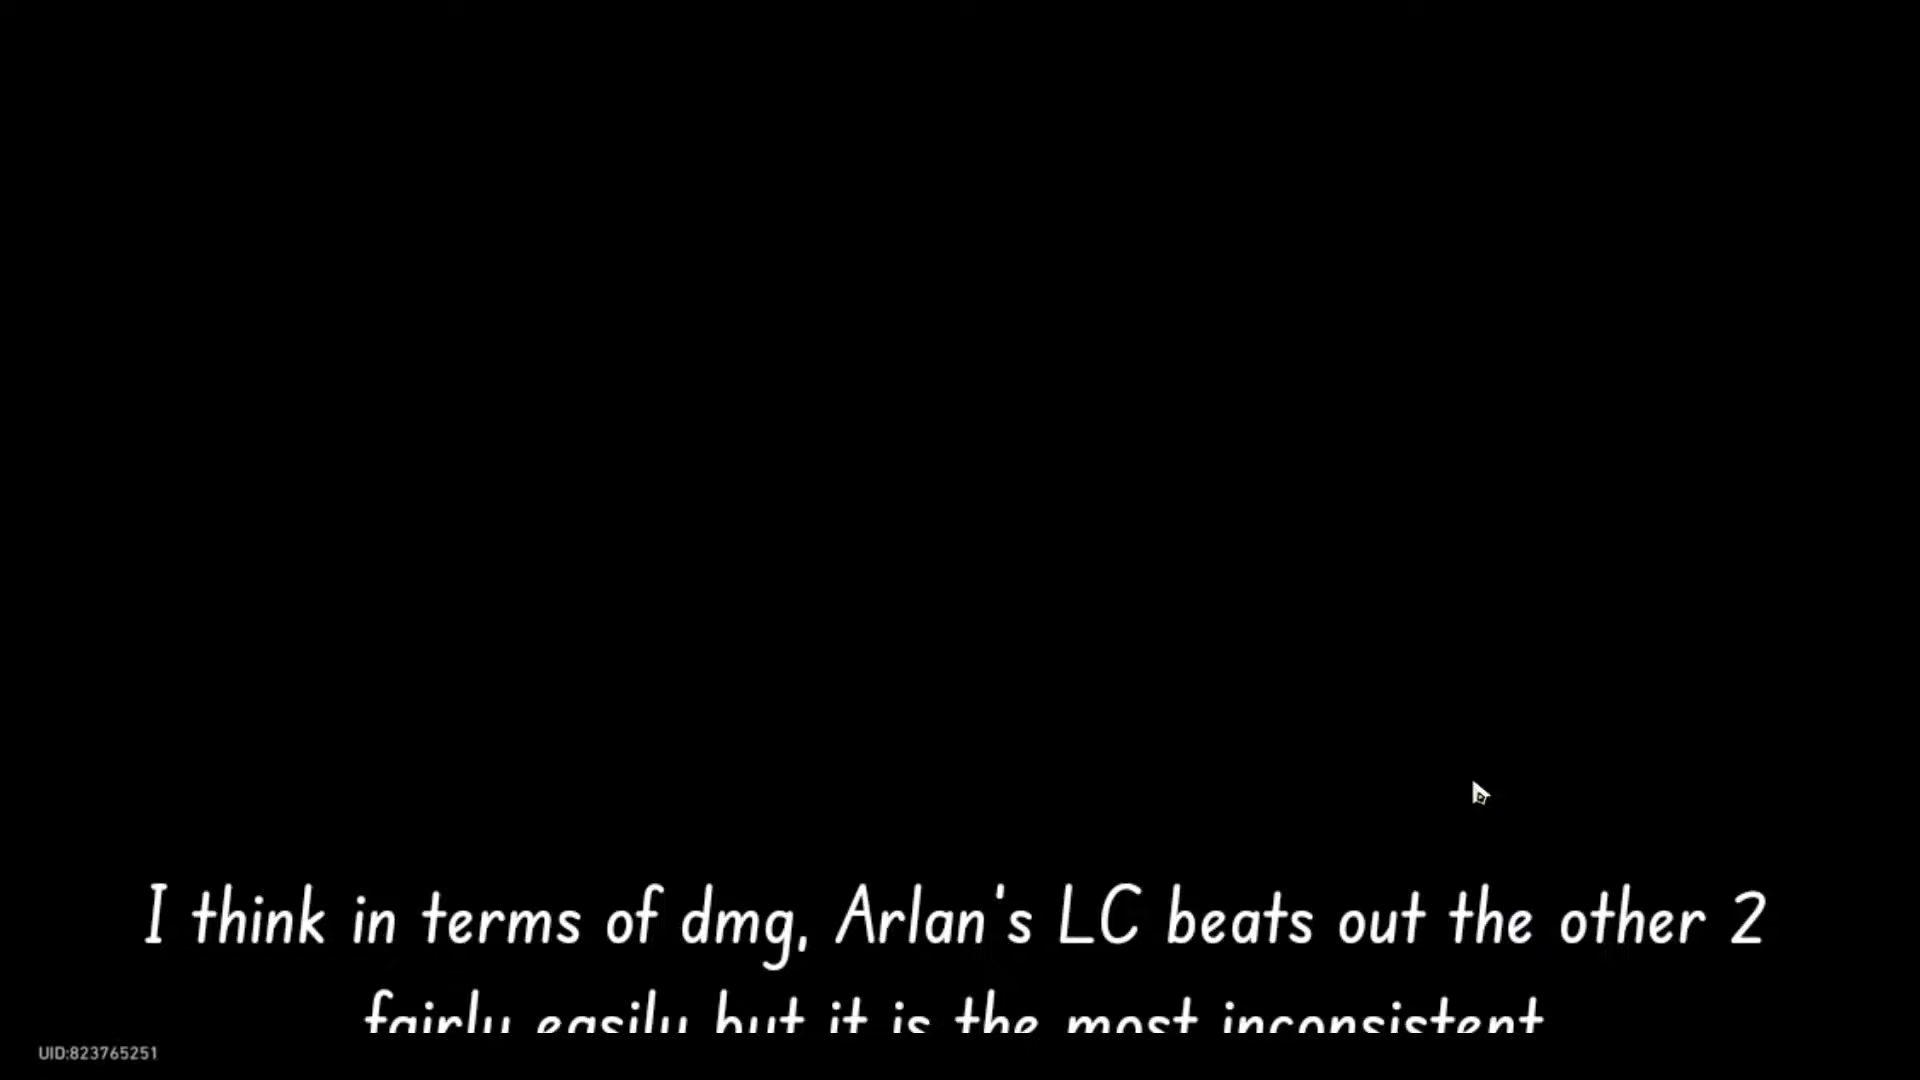 I think in terms of dmg, Arlan's LC beats out the other 2
fairly easily but it is the most inconsistent
UID:823765251